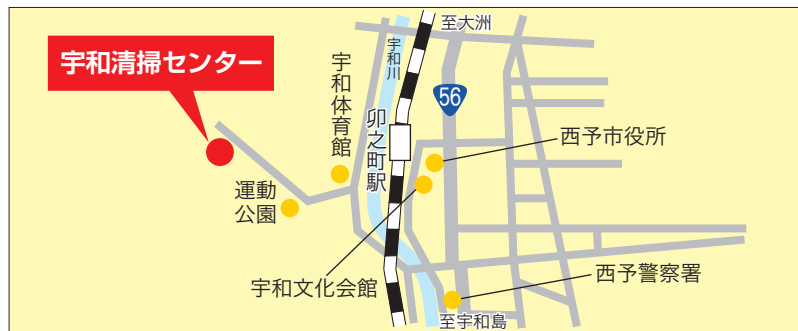 至大洲
宇和清掃センター
宇和川
宇和体育館
56
卯之町駅
西予市役所
運動
公園
宇和文化会館
西予警察署
至宇和島